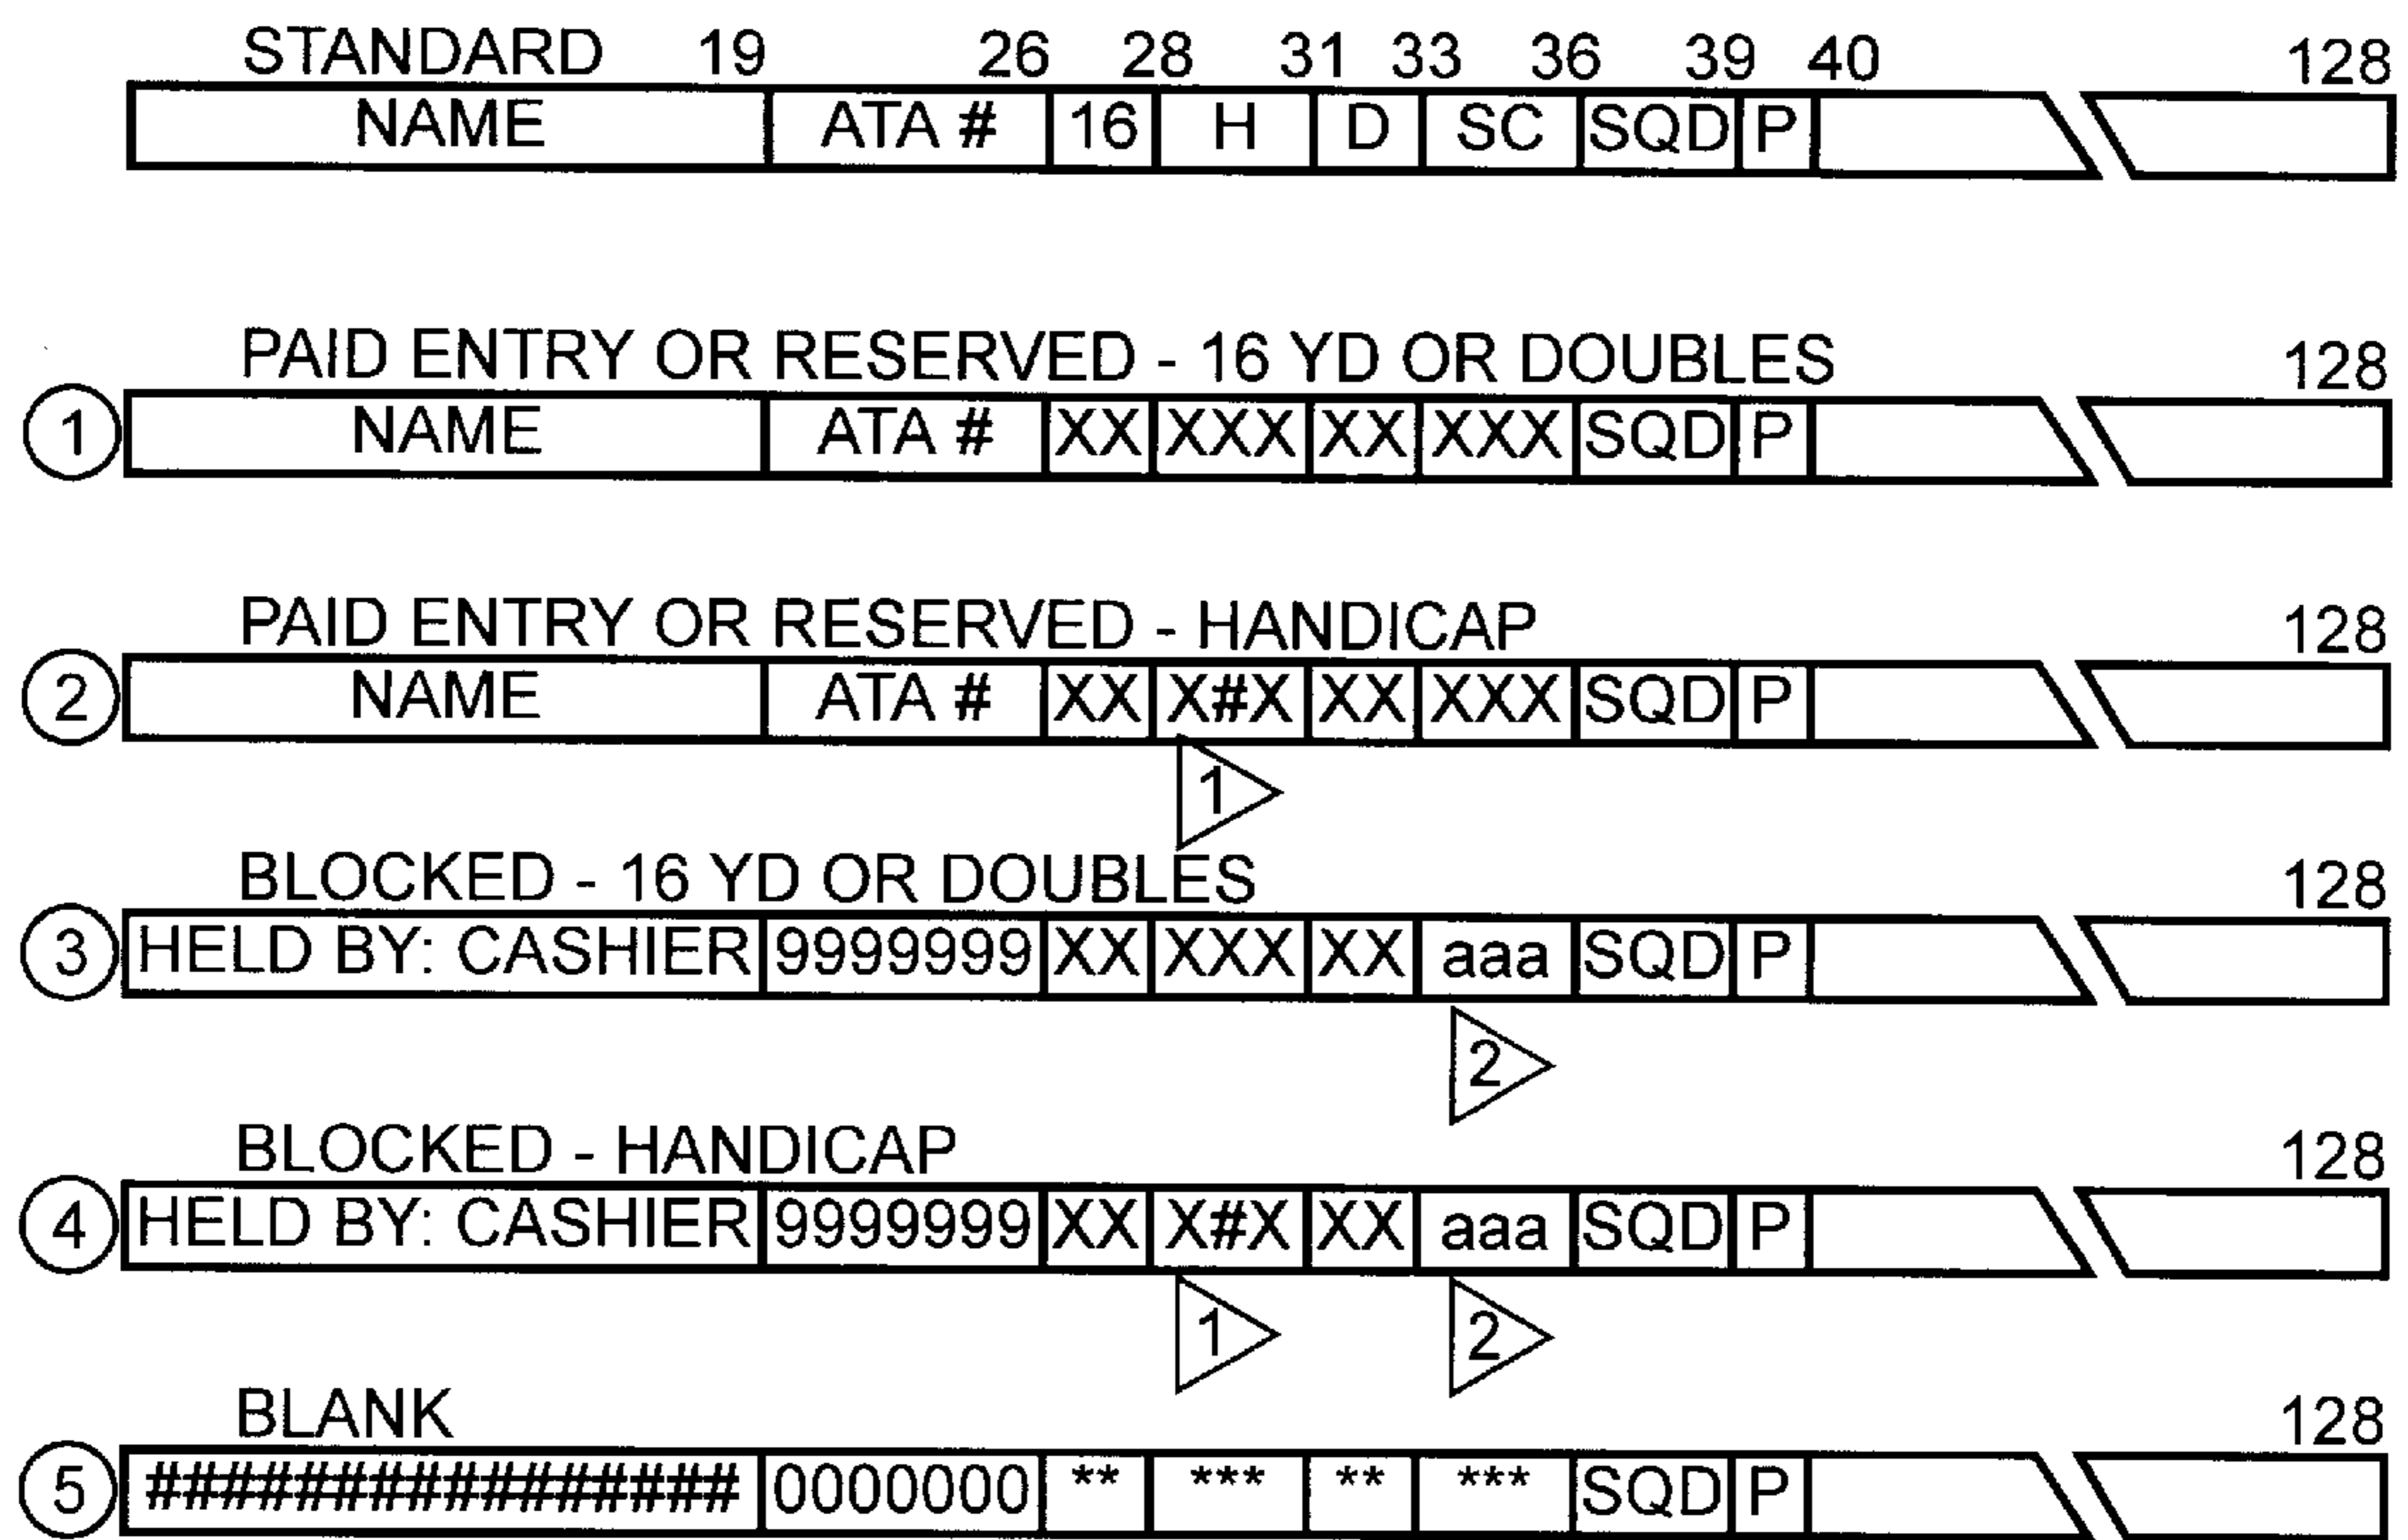 STANDARD 19 26 28 31 33 36 39 40 128
NAME ATA # 16 H D SC SQD P
PAID ENTRY OR RESERVED - 16 YD OR DOUBLES 128
1 NAME ATA # XX XXX XX XXX SQD P
PAID ENTRY OR RESERVED - HANDICAP 128
2 NAME ATA # XX X#X XX XXX SQD P
1
BLOCKED - 16 YD OR DOUBLES 128
3 HELD BY: CASHIER 9999999 XX XXX XX aaa SQD P
2
BLOCKED - HANDICAP 128
4 HELD BY: CASHIER 9999999 XX X#X XX aaa SQD P
1 2
BLANK 128
5 ################ 0000000 ** *** ** *** SQD P